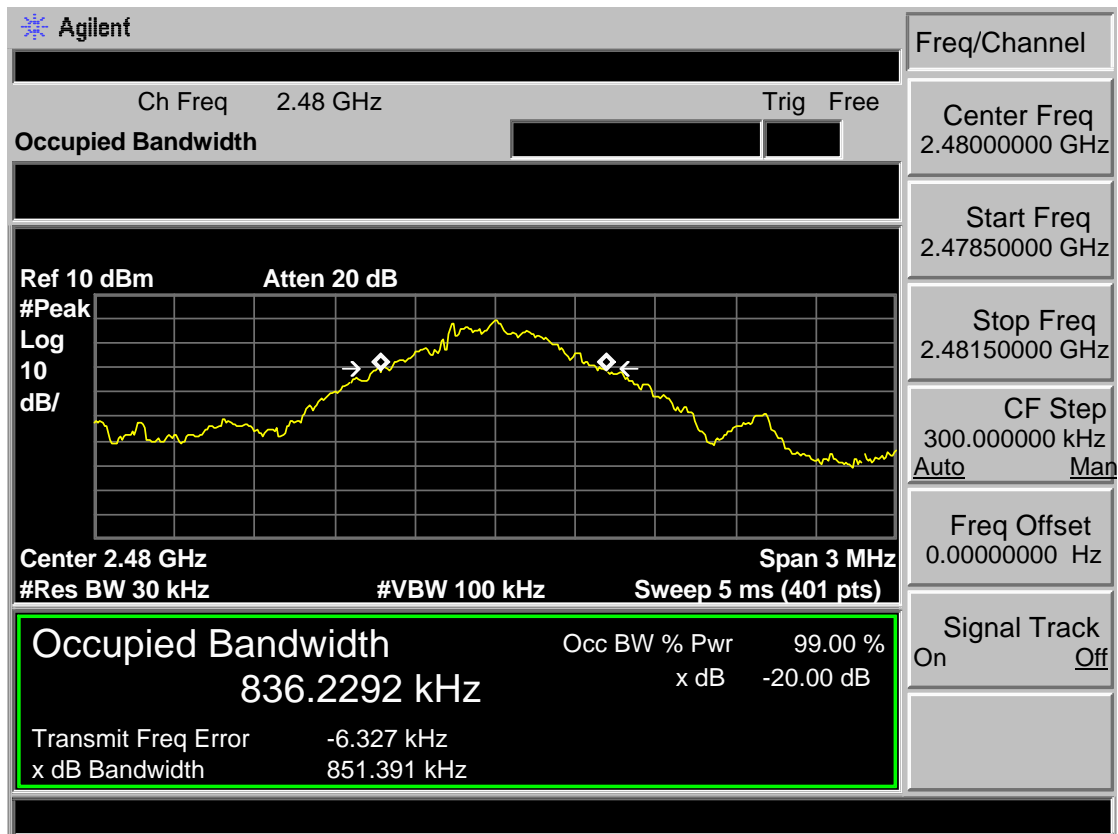 Agilent
Freq/Channel
Ch Freq 2.48 GHz Trig Free
Occupied Bandwidth
Center Freq
2.48000000 GHz
Start Freq
2.47850000 GHz
Stop Freq
2.48150000 GHz
CF Step
300.000000 kHz
Auto Man
Freq Offset
0.00000000 Hz
Signal Track
On Off
Ref 10 dBm Atten 20 dB
#Peak
Log
10
dB/
Center 2.48 GHz Span 3 MHz
#Res BW 30 kHz #VBW 100 kHz Sweep 5 ms (401 pts)
Occupied Bandwidth Occ BW % Pwr 99.00 %
836.2292 kHz x dB -20.00 dB
Transmit Freq Error -6.327 kHz
x dB Bandwidth 851.391 kHz